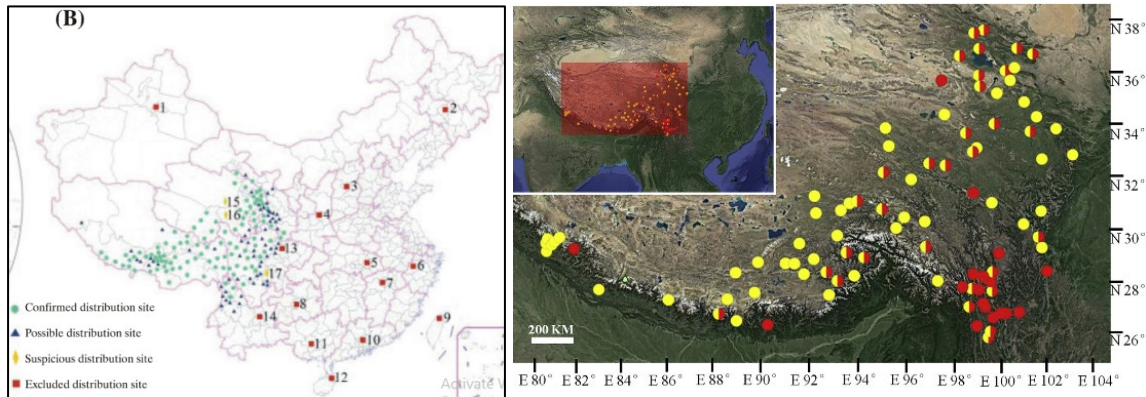 (B)
1
2
3
4
5
6
7
8
9
10
11
12
13
14
15
16
17
Confirmed distribution site
Possible distribution site
Suspicious distribution site
Excluded distribution site
Activate W
200 KM
N 38°
N 36°
N 34°
N 32°
N 30°
N 28°
N 26°
E 80° E 82° E 84° E 86° E 88° E 90° E 92° E 94° E 96° E 98° E 100° E 102° E 104°